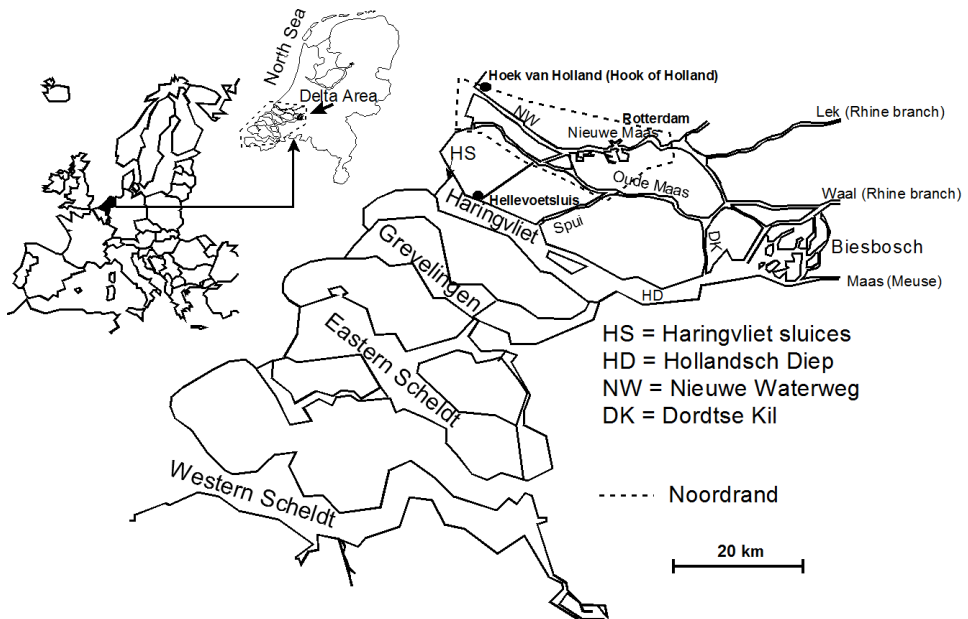 North Sea
Delta Area
Hoek van Holland (Hook of Holland)
NW
Rotterdam
Nieuwe Maas
Lek (Rhine branch)
HS
Oude Maas
Waal (Rhine branch)
Hellevoetsluis
Haringvliet
Spui
DK
Biesbosch
Grevelingen
HD
Maas (Meuse)
Eastern Scheldt
HS = Haringvliet sluices
HD = Hollandsch Diep
NW = Nieuwe Waterweg
DK = Dordtse Kil
Western Scheldt
Noordrand
20 km